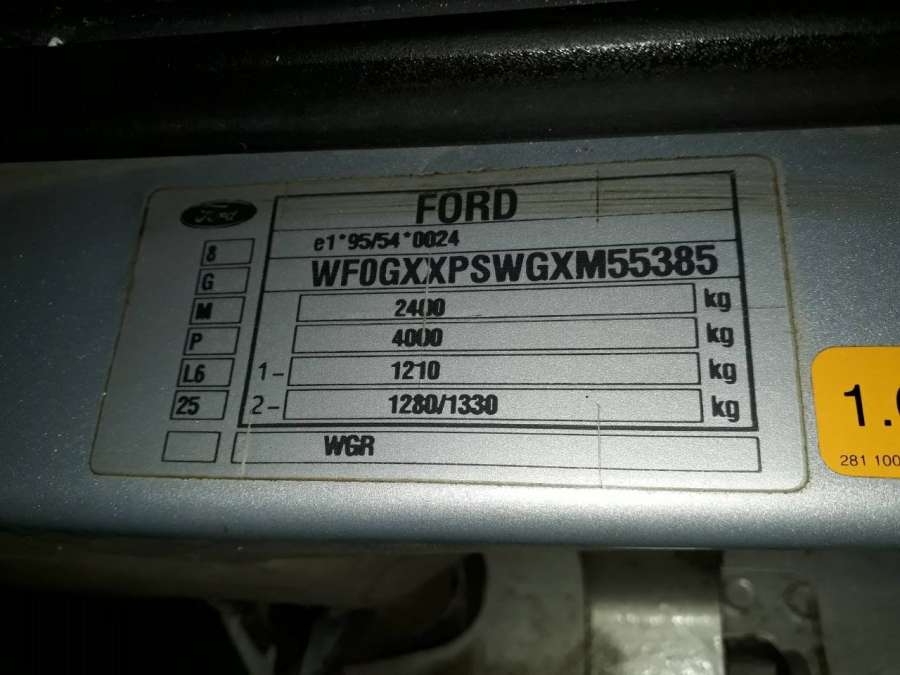 Ford
FORD
8
e1*95/54*0024
G
WF0GXXPSWGXM55385
M
2400 kg
P
4000 kg
L6
1- 1210 kg
25
2- 1280/1330 kg
WGR
281 100